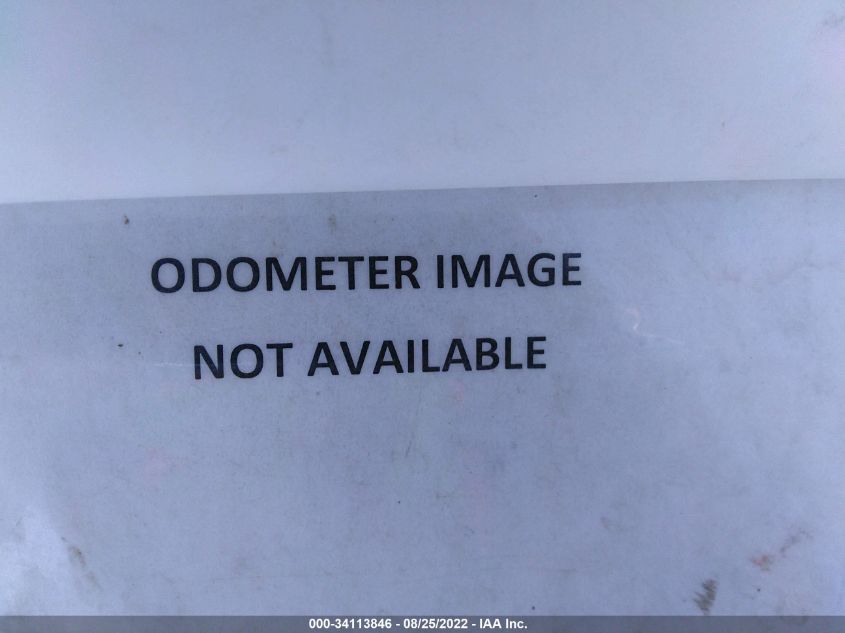 ODOMETER IMAGE
NOT AVAILABLE
000-34113846 - 08/25/2022 - IAA Inc.